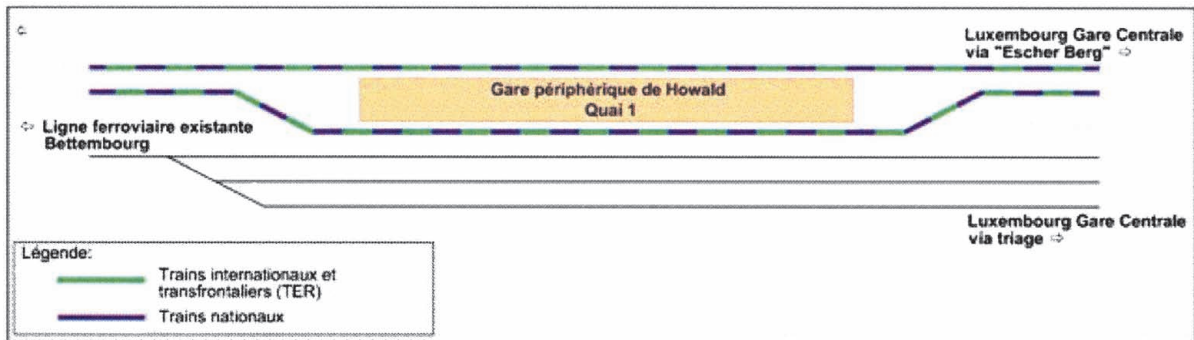 Luxembourg Gare Centrale
via "Escher Berg" ⇨
Gare périphérique de Howald
Quai 1
⇦ Ligne ferroviaire existante
Bettembourg
Luxembourg Gare Centrale
via triage ⇨
Légende:
Trains internationaux et
transfrontaliers (TER)
Trains nationaux